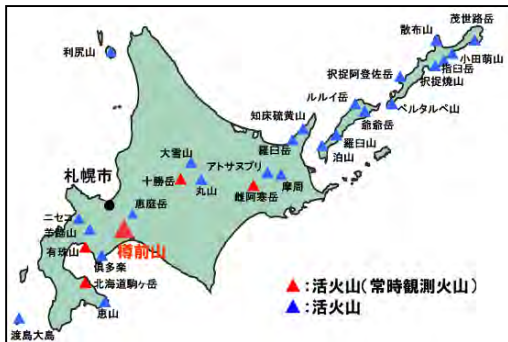 茂世路岳
散布山
利尻山
小田萌山
指臼岳
択捉焼山
択捉阿登佐岳
ルルイ岳
ベルタルベ山
知床硫黄山
爺爺岳
羅臼岳
羅臼山
大雪山
アトサヌプリ
泊山
札幌市
十勝岳
丸山
摩周
雌阿寒岳
恵庭岳
ニセコ
羊蹄山
樽前山
有珠山
倶多楽
北海道駒ヶ岳
恵山
渡島大島
▲:活火山(常時観測火山)
▲:活火山